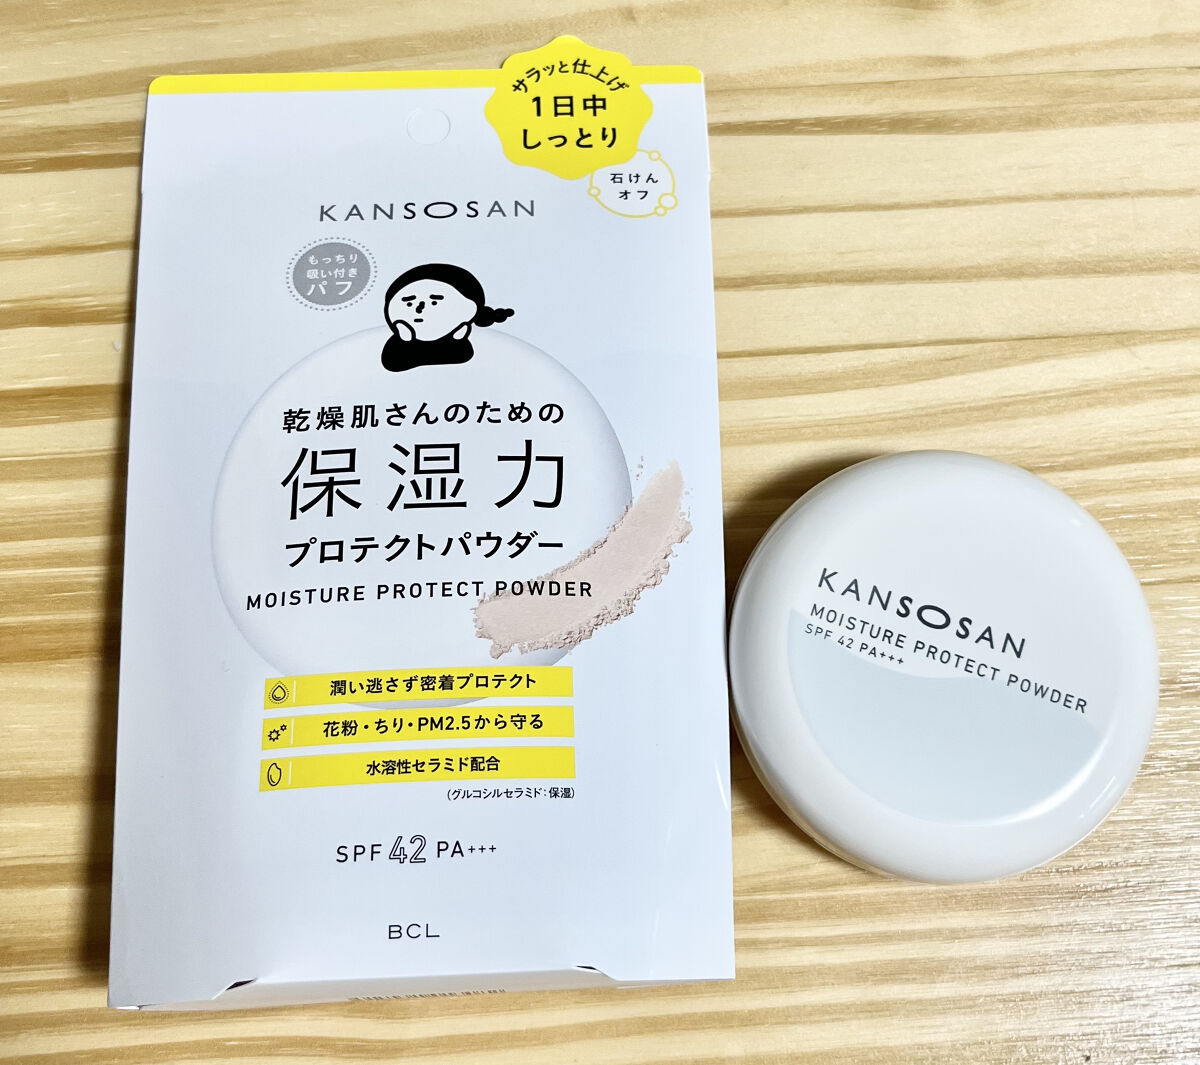 サラッと仕上げ
1日中
しっとり
石けん
オフ
KANSOSAN
もっちり
吸い付き
パフ
乾燥肌さんのための
保湿力
プロテクトパウダー
MOISTURE PROTECT POWDER
潤い逃さず密着プロテクト
花粉・ちり・PM2.5から守る
水溶性セラミド配合
(グルコシルセラミド:保湿)
SPF 42 PA+++
BCL
KANSOSAN
MOISTURE PROTECT POWDER
SPF 42 PA+++